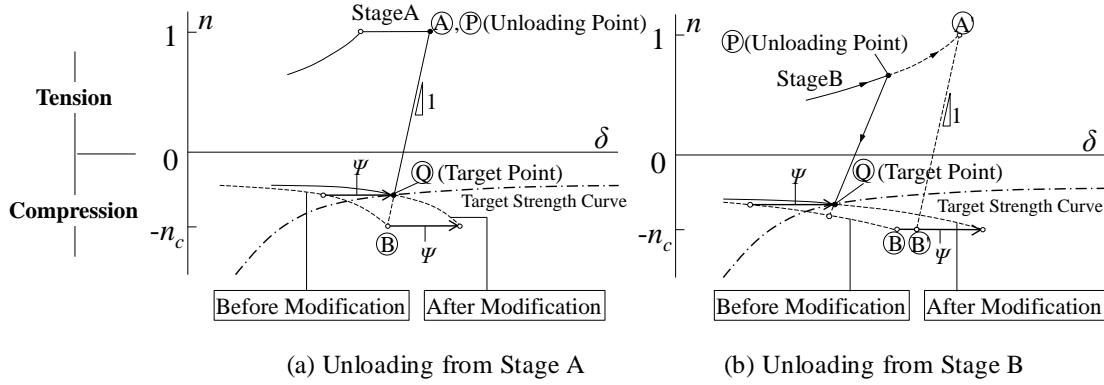 StageA
Ⓐ,Ⓟ(Unloading Point)
n
1
1
Tension
0
δ
Ψ
Ⓠ(Target Point)
Target Strength Curve
Compression
-n_c
Ⓑ
Ψ
Before Modification
After Modification
(a) Unloading from Stage A
n
Ⓐ'
1
Ⓟ(Unloading Point)
StageB
1
0
δ
Ψ
Ⓠ(Target Point)
Target Strength Curve
-n_c
Ⓑ
Ⓑ'
Ψ
Before Modification
After Modification
(b) Unloading from Stage B